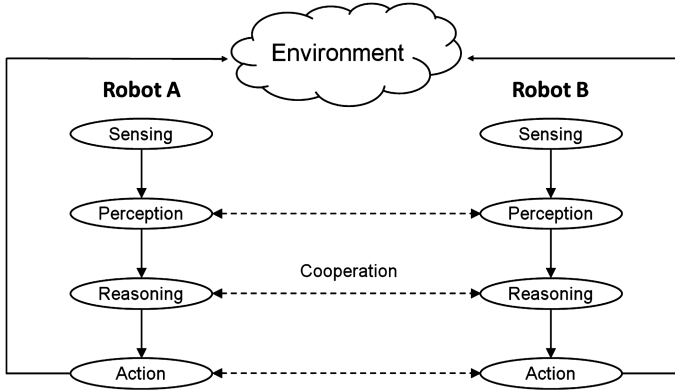 Environment
Robot A
Robot B
Sensing
Sensing
Perception
Perception
Cooperation
Reasoning
Reasoning
Action
Action